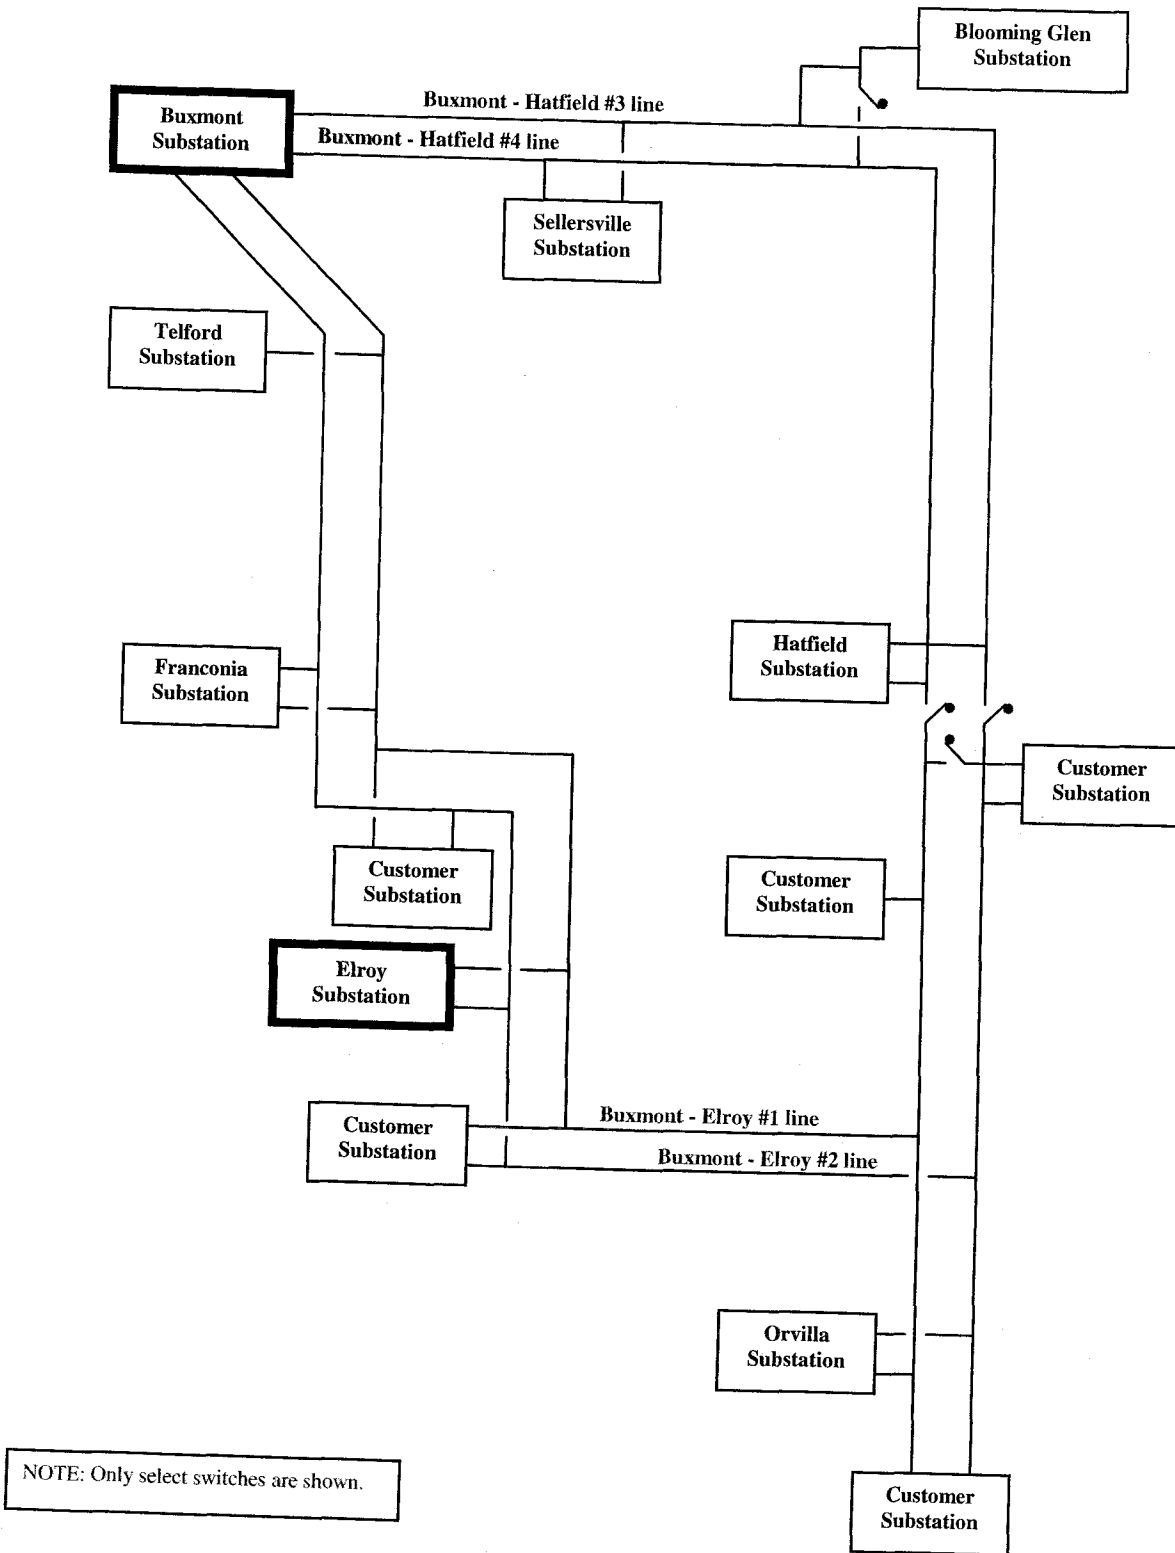 Blooming Glen
Substation
Buxmont
Substation
Buxmont - Hatfield #3 line
Buxmont - Hatfield #4 line
Sellersville
Substation
Telford
Substation
Hatfield
Substation
Franconia
Substation
Customer
Substation
Customer
Substation
Customer
Substation
Elroy
Substation
Customer
Substation
Buxmont - Elroy #1 line
Buxmont - Elroy #2 line
Orvilla
Substation
NOTE: Only select switches are shown.
Customer
Substation